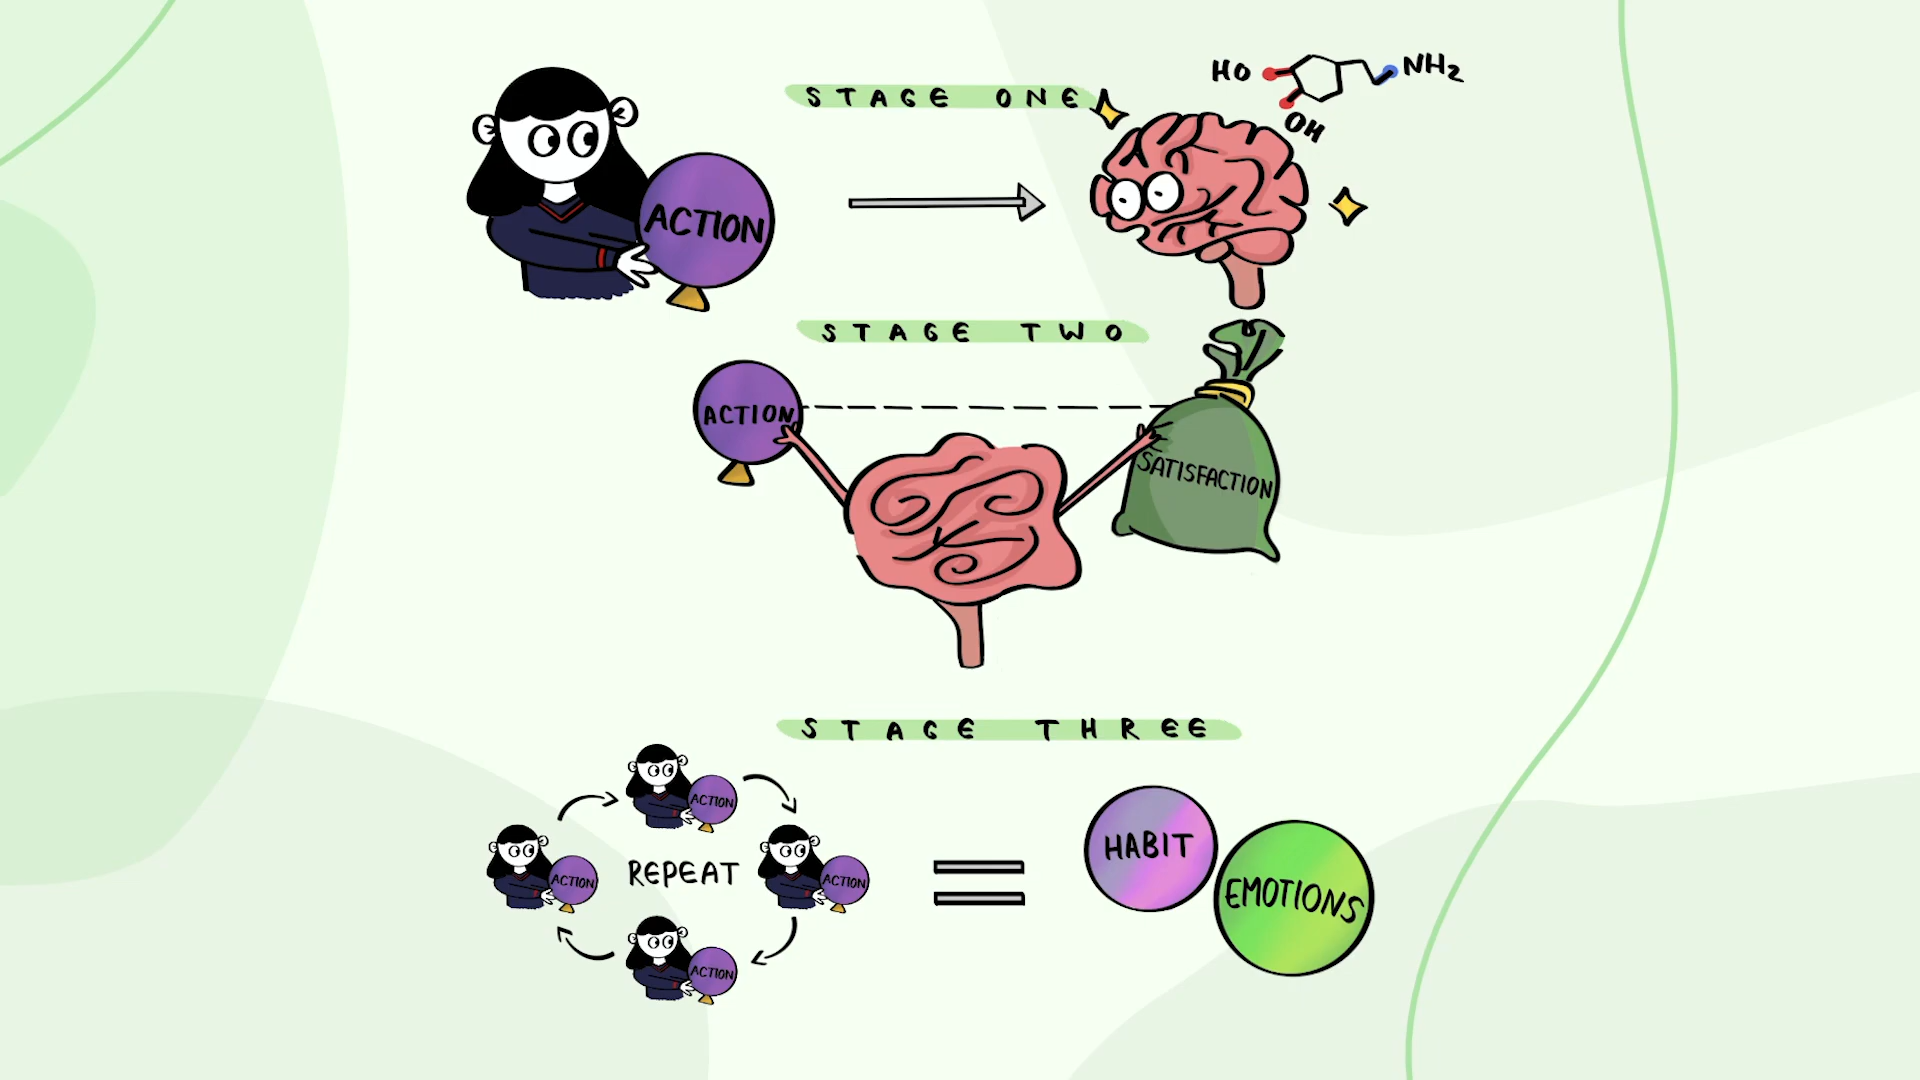 STAGE ONE
HO
NH2
OH
ACTION
STAGE TWO
ACTION
SATISFACTION
STAGE THREE
ACTION
ACTION
REPEAT
ACTION
ACTION
HABIT
EMOTIONS